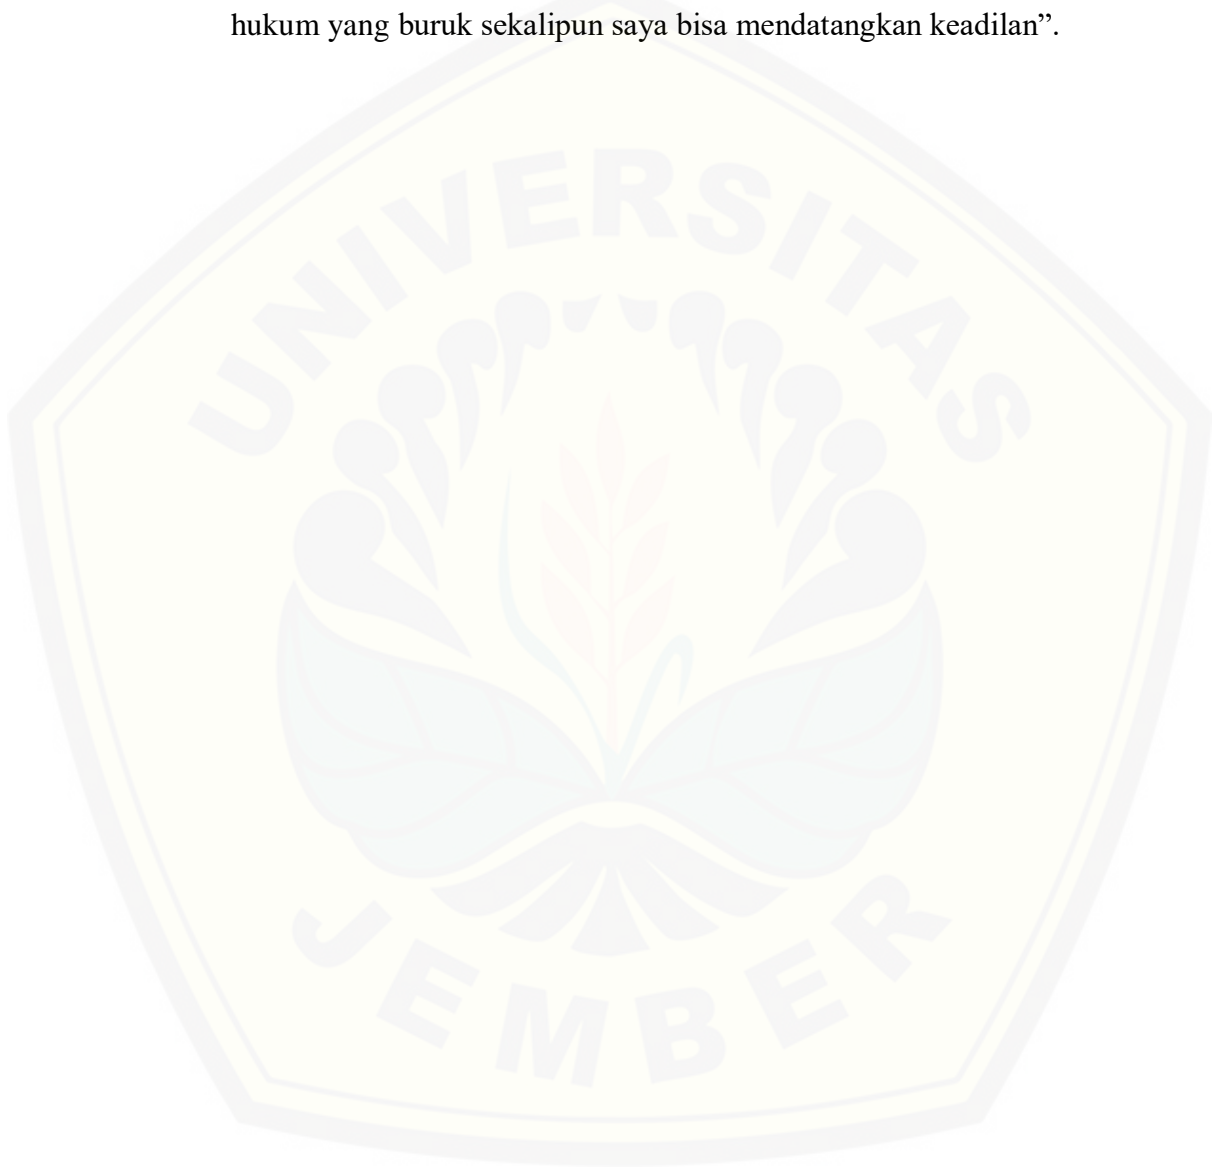 hukum yang buruk sekalipun saya bisa mendatangkan keadilan”.
UNIVERSITAS
JEMBER